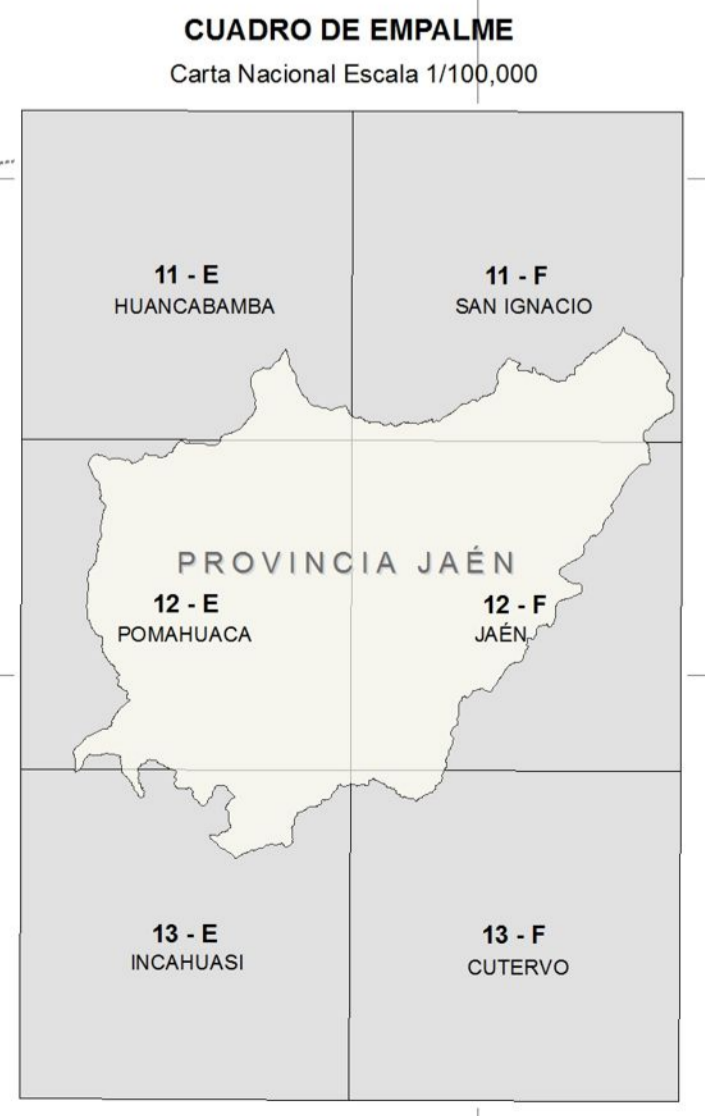 CUADRO DE EMPALME
Carta Nacional Escala 1/100,000
11 - E
HUANCABAMBA
11 - F
SAN IGNACIO
PROVINCIA JAÉN
12 - E
POMAHUACA
12 - F
JAÉN
13 - E
INCAHUASI
13 - F
CUTERVO